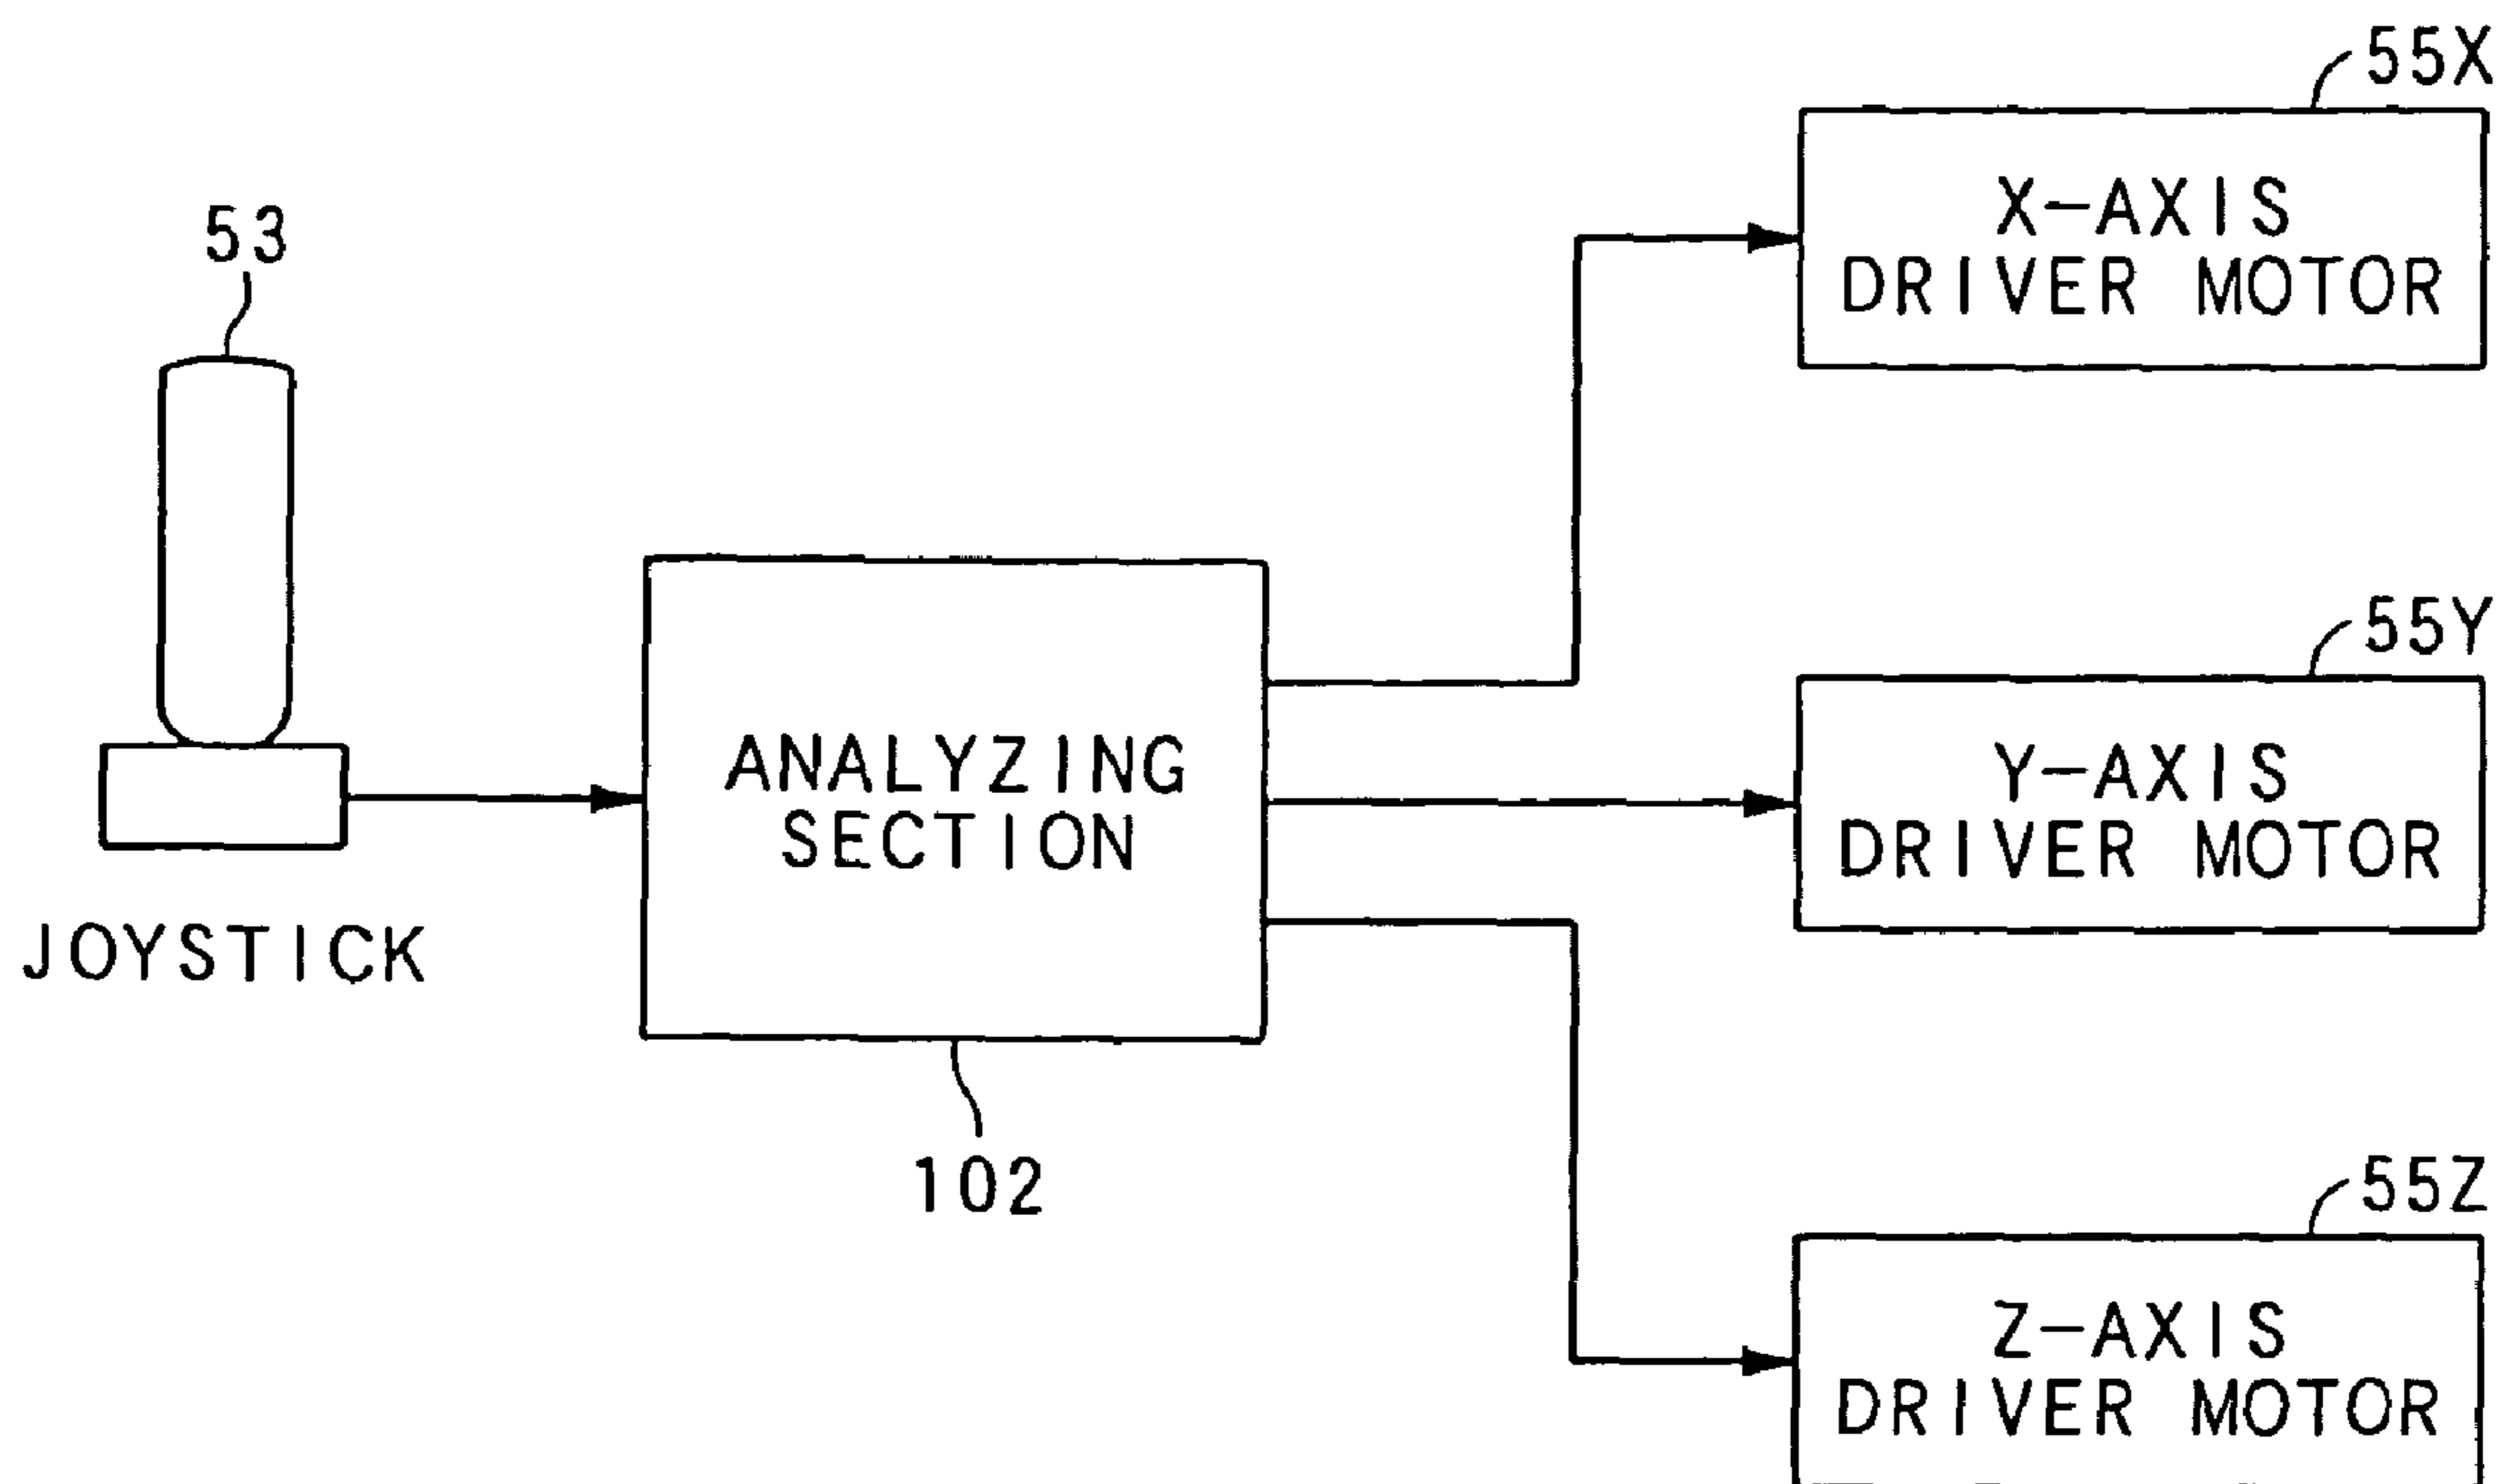 53
JOYSTICK
ANALYZING
SECTION
102
55X
X-AXIS
DRIVER MOTOR
55Y
Y-AXIS
DRIVER MOTOR
55Z
Z-AXIS
DRIVER MOTOR